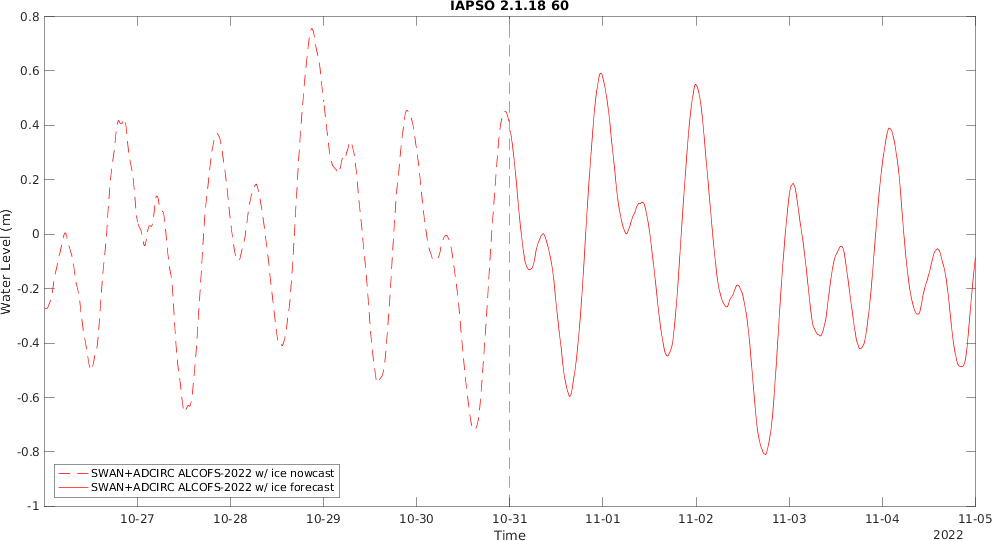 IAPSO 2.1.18 60
0.8
0.6
0.4
0.2
0
-0.2
-0.4
-0.6
-0.8
-1
Water Level (m)
SWAN+ADCIRC ALCOFS-2022 w/ ice nowcast
SWAN+ADCIRC ALCOFS-2022 w/ ice forecast
10-27 10-28 10-29 10-30 10-31 11-01 11-02 11-03 11-04 11-05
Time
2022